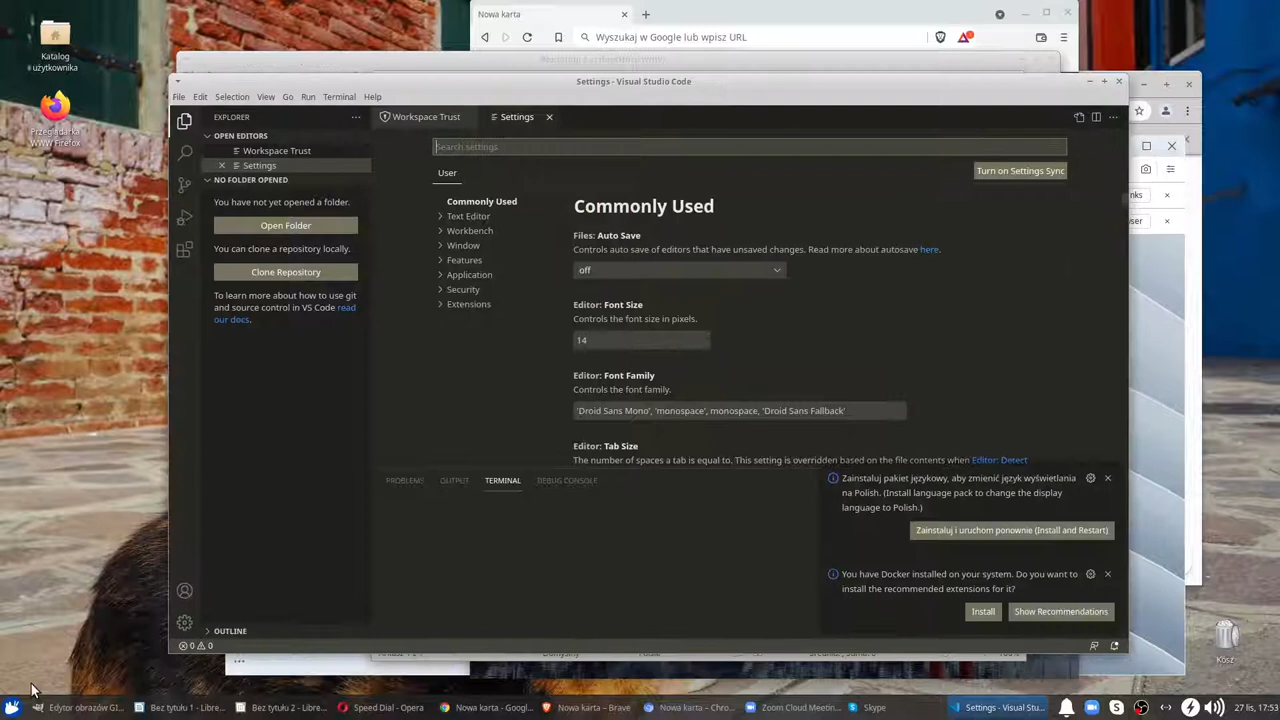 Katalog
użytkownika
Przeglądarka
WWW Firefox
Nowa karta
Wyszukaj w Google lub wpisz URL
Settings - Visual Studio Code
File Edit Selection View Go Run Terminal Help
EXPLORER
OPEN EDITORS
Workspace Trust
Settings
NO FOLDER OPENED
You have not yet opened a folder.
Open Folder
You can clone a repository locally.
Clone Repository
To learn more about how to use git
and source control in VS Code read
our docs.
OUTLINE
Workspace Trust
Settings
Search settings
User
Turn on Settings Sync
Commonly Used
Text Editor
Workbench
Window
Features
Application
Security
Extensions
Commonly Used
Files: Auto Save
Controls auto save of editors that have unsaved changes. Read more about autosave here.
off
Editor: Font Size
Controls the font size in pixels.
14
Editor: Font Family
Controls the font family.
'Droid Sans Mono', 'monospace', monospace, 'Droid Sans Fallback'
Editor: Tab Size
The number of spaces a tab is equal to. This setting is overridden based on the file contents when Editor: Detect
PROBLEMS OUTPUT TERMINAL DEBUG CONSOLE
Zainstaluj pakiet językowy, aby zmienić język wyświetlania
na Polish. (Install language pack to change the display
language to Polish.)
Zainstaluj i uruchom ponownie (Install and Restart)
You have Docker installed on your system. Do you want to
install the recommended extensions for it?
Install
Show Recommendations
0 0
Kosz
Edytor obrazów GI...
Bez tytułu 1 - Libre...
Bez tytułu 2 - Libre...
Speed Dial - Opera
Nowa karta - Googl...
Nowa karta - Brave
Nowa karta – Chro...
Zoom Cloud Meetin...
Skype
Settings - Visual Stu...
27 lis, 17:53